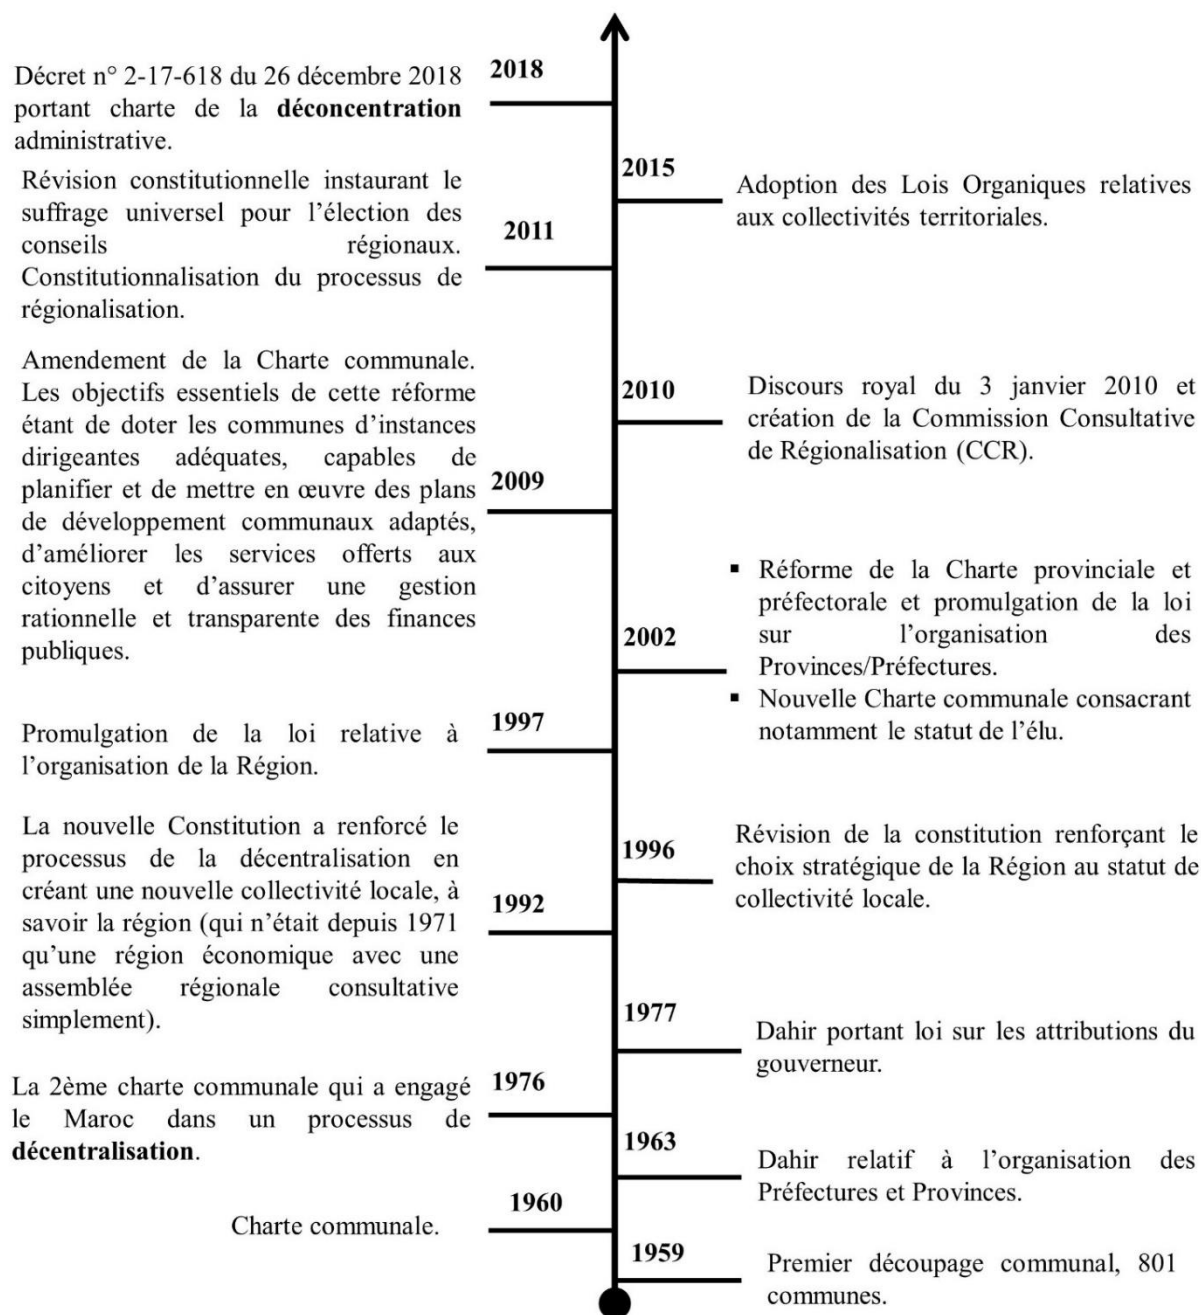 2018
Décret n° 2-17-618 du 26 décembre 2018
portant charte de la déconcentration
administrative.
2015
Adoption des Lois Organiques relatives
aux collectivités territoriales.
Révision constitutionnelle instaurant le
suffrage universel pour l’élection des
conseils régionaux.
Constitutionnalisation du processus de
régionalisation.
2011
2010
Discours royal du 3 janvier 2010 et
création de la Commission Consultative
de Régionalisation (CCR).
Amendement de la Charte communale.
Les objectifs essentiels de cette réforme
étant de doter les communes d’instances
dirigeantes adéquates, capables de
planifier et de mettre en œuvre des plans
de développement communaux adaptés,
d’améliorer les services offerts aux
citoyens et d’assurer une gestion
rationnelle et transparente des finances
publiques.
2009
2002
▪ Réforme de la Charte provinciale et
préfectorale et promulgation de la loi
sur l’organisation des
Provinces/Préfectures.
▪ Nouvelle Charte communale consacrant
notamment le statut de l’élu.
1997
Promulgation de la loi relative à
l’organisation de la Région.
1996
Révision de la constitution renforçant le
choix stratégique de la Région au statut de
collectivité locale.
La nouvelle Constitution a renforcé le
processus de la décentralisation en
créant une nouvelle collectivité locale, à
savoir la région (qui n’était depuis 1971
qu’une région économique avec une
assemblée régionale consultative
simplement).
1992
1977
Dahir portant loi sur les attributions du
gouverneur.
1976
La 2ème charte communale qui a engagé
le Maroc dans un processus de
décentralisation.
1963
Dahir relatif à l’organisation des
Préfectures et Provinces.
1960
Charte communale.
1959
Premier découpage communal, 801
communes.